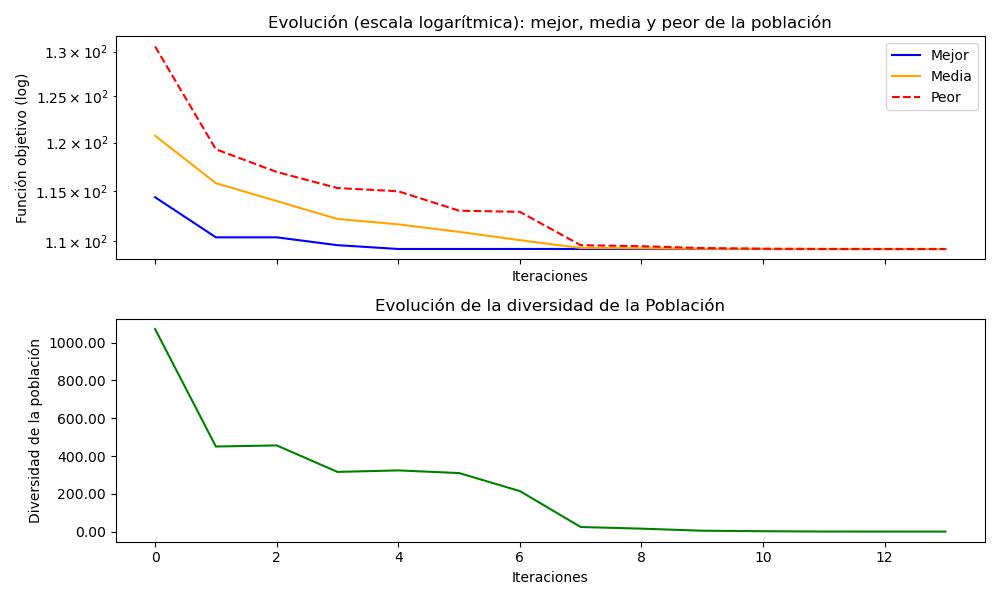 Evolución (escala logarítmica): mejor, media y peor de la población
Función objetivo (log)
1.3 × 10²
1.25 × 10²
1.2 × 10²
1.15 × 10²
1.1 × 10²
Mejor
Media
Peor
Iteraciones
Evolución de la diversidad de la Población
Diversidad de la población
1000.00
800.00
600.00
400.00
200.00
0.00
0 2 4 6 8 10 12
Iteraciones